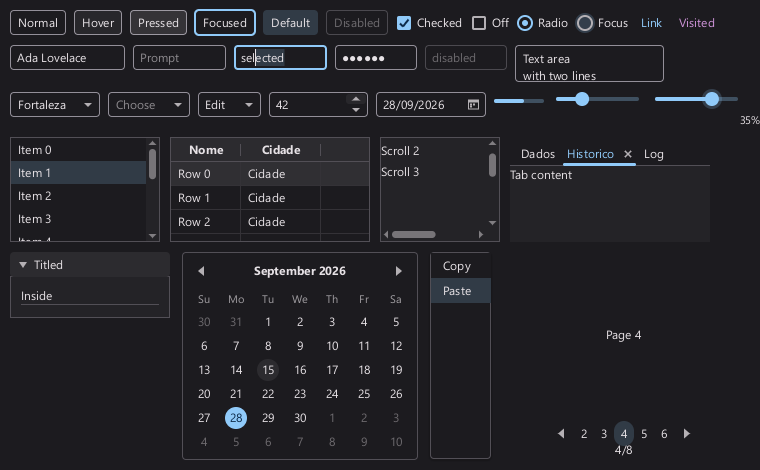 Normal Hover Pressed Focused Default Disabled Checked Off Radio Focus Link Visited
Ada Lovelace Prompt selected ●●●●●● disabled Text area
with two lines
Fortaleza Choose Edit 42 28/09/2026
35%
Item 0
Item 1
Item 2
Item 3
Item 4
Nome Cidade
Row 0 Cidade
Row 1 Cidade
Row 2 Cidade
Scroll 2
Scroll 3
Dados Historico ✕ Log
Tab content
Titled
Inside
September 2026
Su Mo Tu We Th Fr Sa
30 31 1 2 3 4 5
6 7 8 9 10 11 12
13 14 15 16 17 18 19
20 21 22 23 24 25 26
27 28 29 30 1 2 3
4 5 6 7 8 9 10
Copy
Paste
Page 4
2 3 4 5 6
4/8